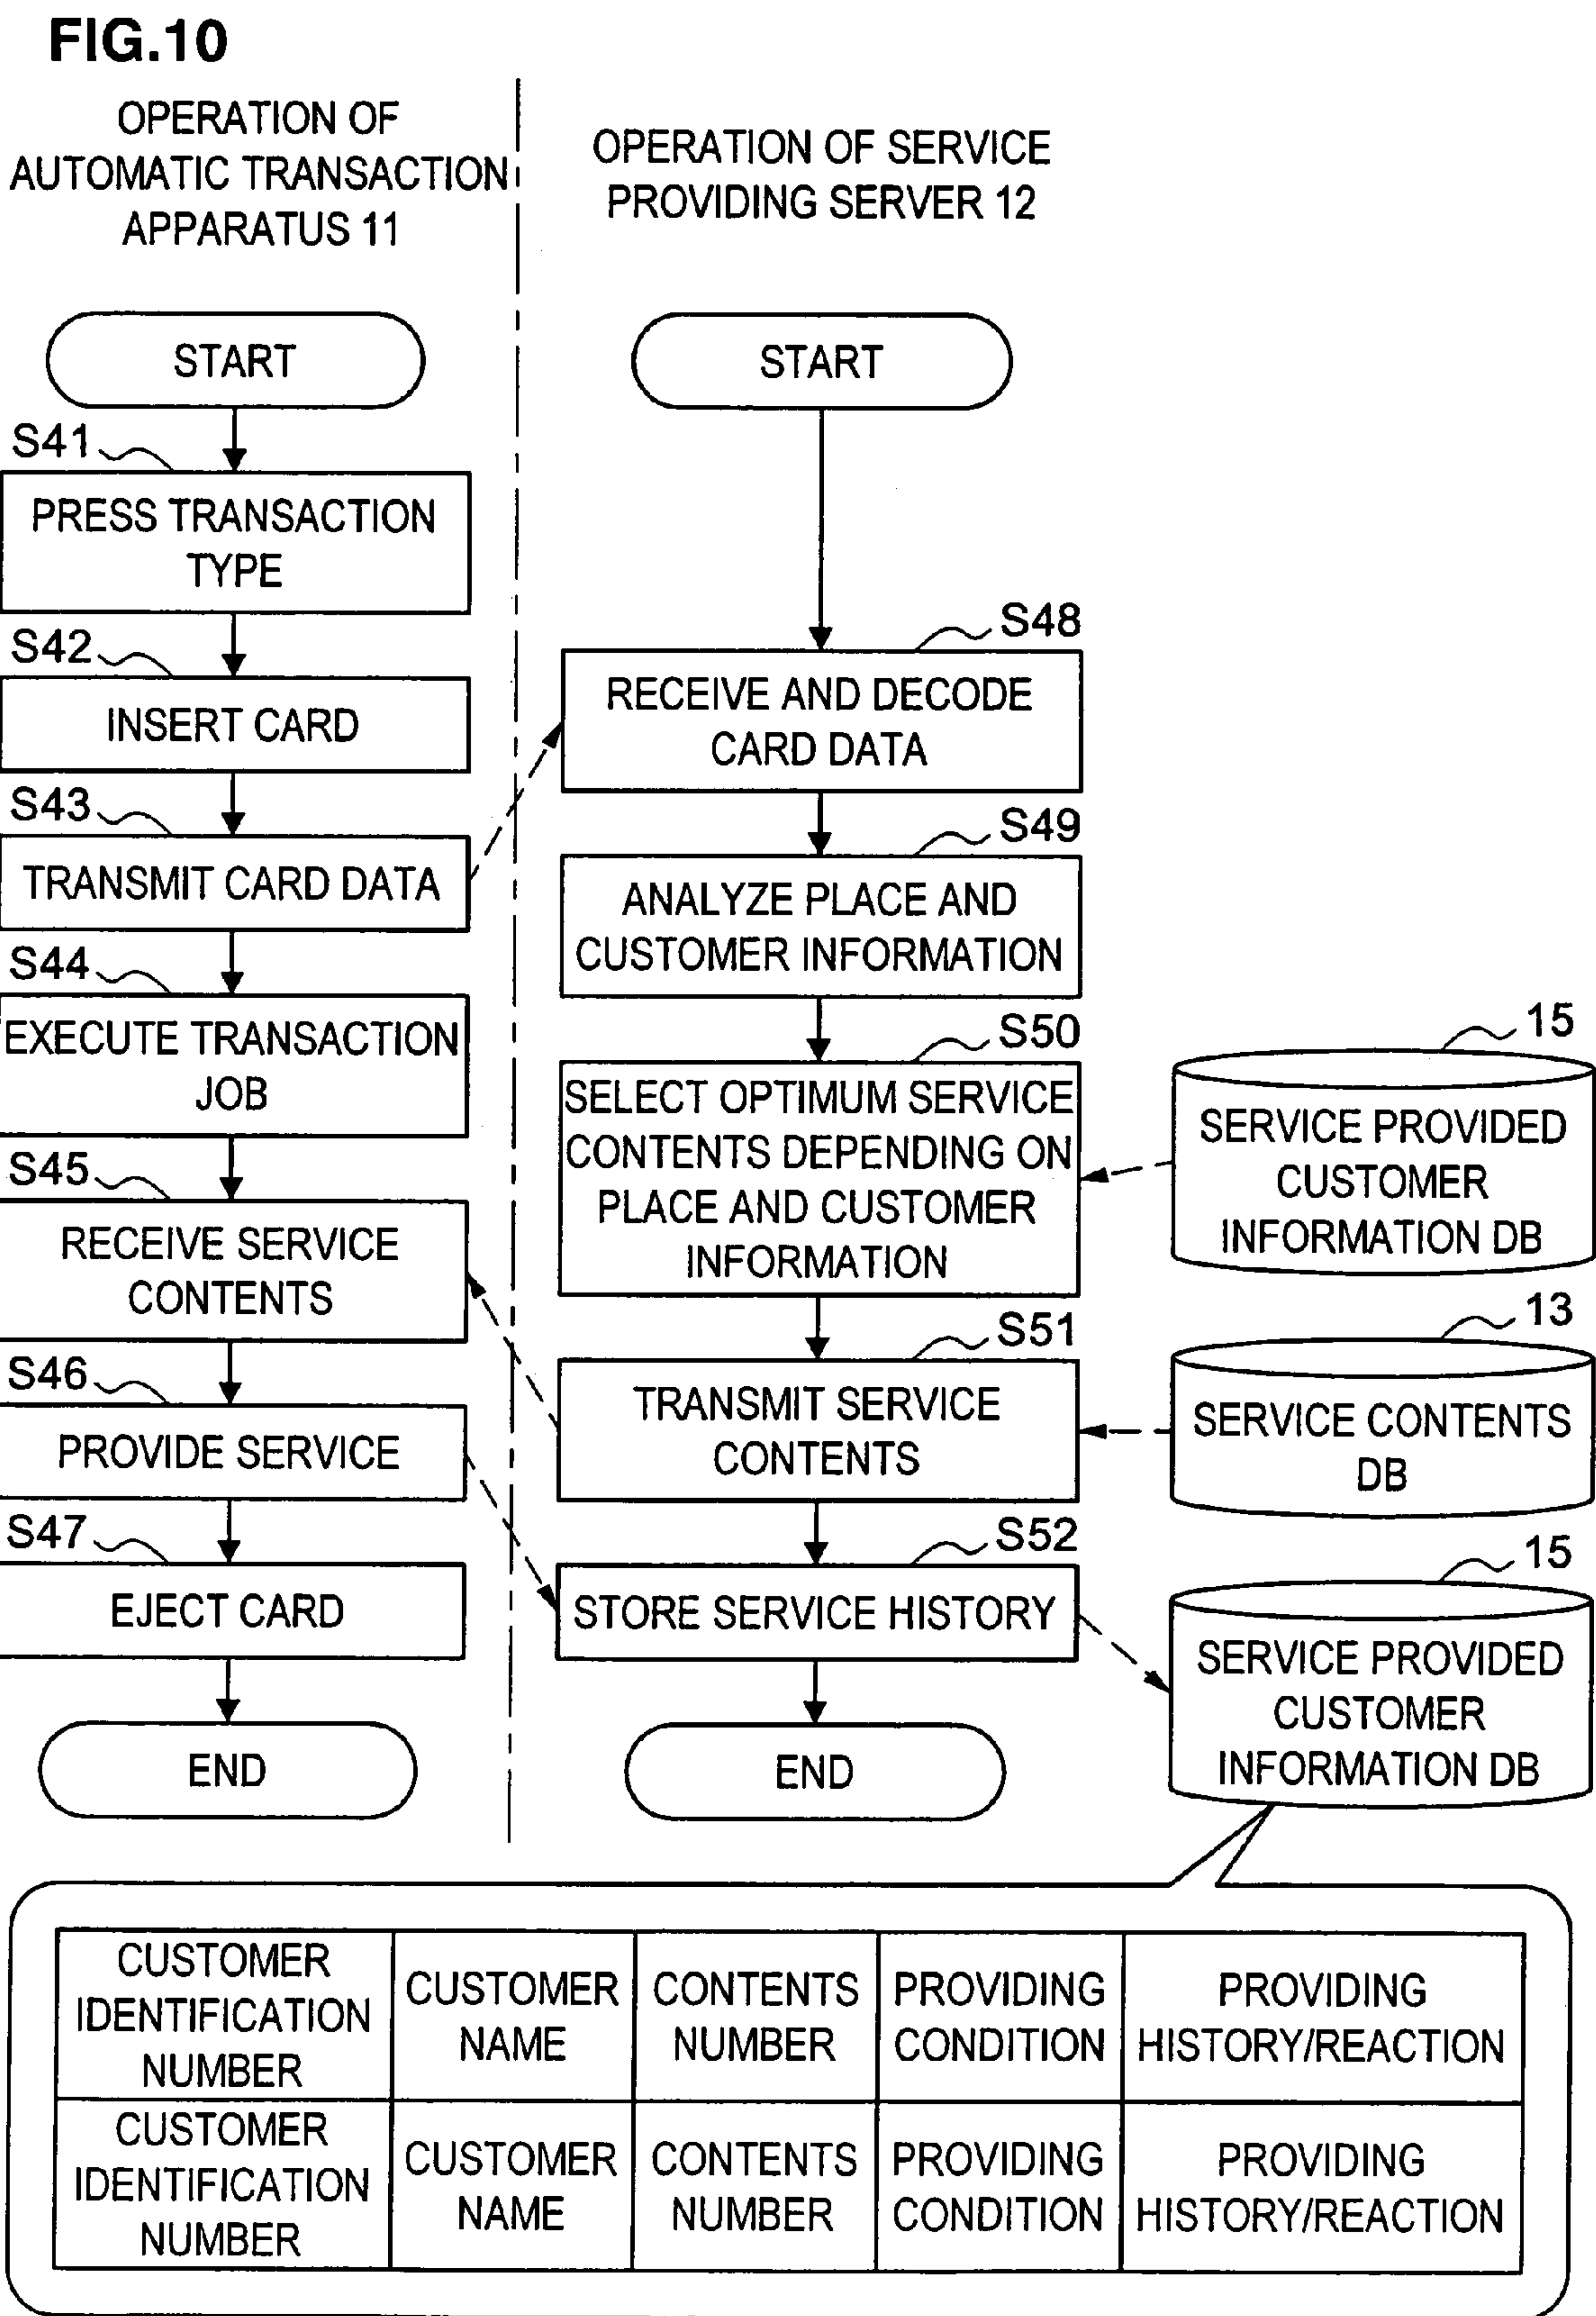 FIG.10
OPERATION OF
AUTOMATIC TRANSACTION
APPARATUS 11
START
S41
PRESS TRANSACTION
TYPE
S42
INSERT CARD
S43
TRANSMIT CARD DATA
S44
EXECUTE TRANSACTION
JOB
S45
RECEIVE SERVICE
CONTENTS
S46
PROVIDE SERVICE
S47
EJECT CARD
END
OPERATION OF SERVICE
PROVIDING SERVER 12
START
S48
RECEIVE AND DECODE
CARD DATA
S49
ANALYZE PLACE AND
CUSTOMER INFORMATION
S50
SELECT OPTIMUM SERVICE
CONTENTS DEPENDING ON
PLACE AND CUSTOMER
INFORMATION
S51
TRANSMIT SERVICE
CONTENTS
S52
STORE SERVICE HISTORY
END
15
SERVICE PROVIDED
CUSTOMER
INFORMATION DB
13
SERVICE CONTENTS
DB
15
SERVICE PROVIDED
CUSTOMER
INFORMATION DB
CUSTOMER
IDENTIFICATION
NUMBER
CUSTOMER
NAME
CONTENTS
NUMBER
PROVIDING
CONDITION
PROVIDING
HISTORY/REACTION
CUSTOMER
IDENTIFICATION
NUMBER
CUSTOMER
NAME
CONTENTS
NUMBER
PROVIDING
CONDITION
PROVIDING
HISTORY/REACTION